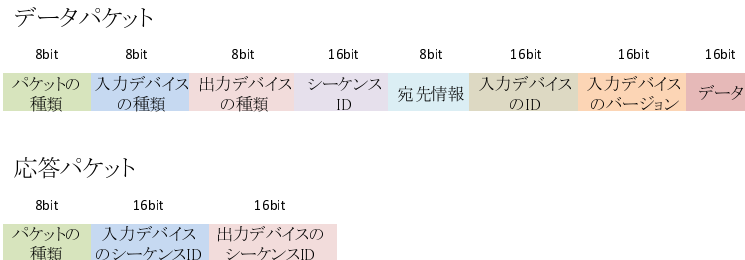 データパケット
8bit 8bit 8bit 16bit 8bit 16bit 16bit 16bit
パケットの種類
入力デバイスの種類
出力デバイスの種類
シーケンスID
宛先情報
入力デバイスのID
入力デバイスのバージョン
データ
応答パケット
8bit 16bit 16bit
パケットの種類
入力デバイスのシーケンスID
出力デバイスのシーケンスID